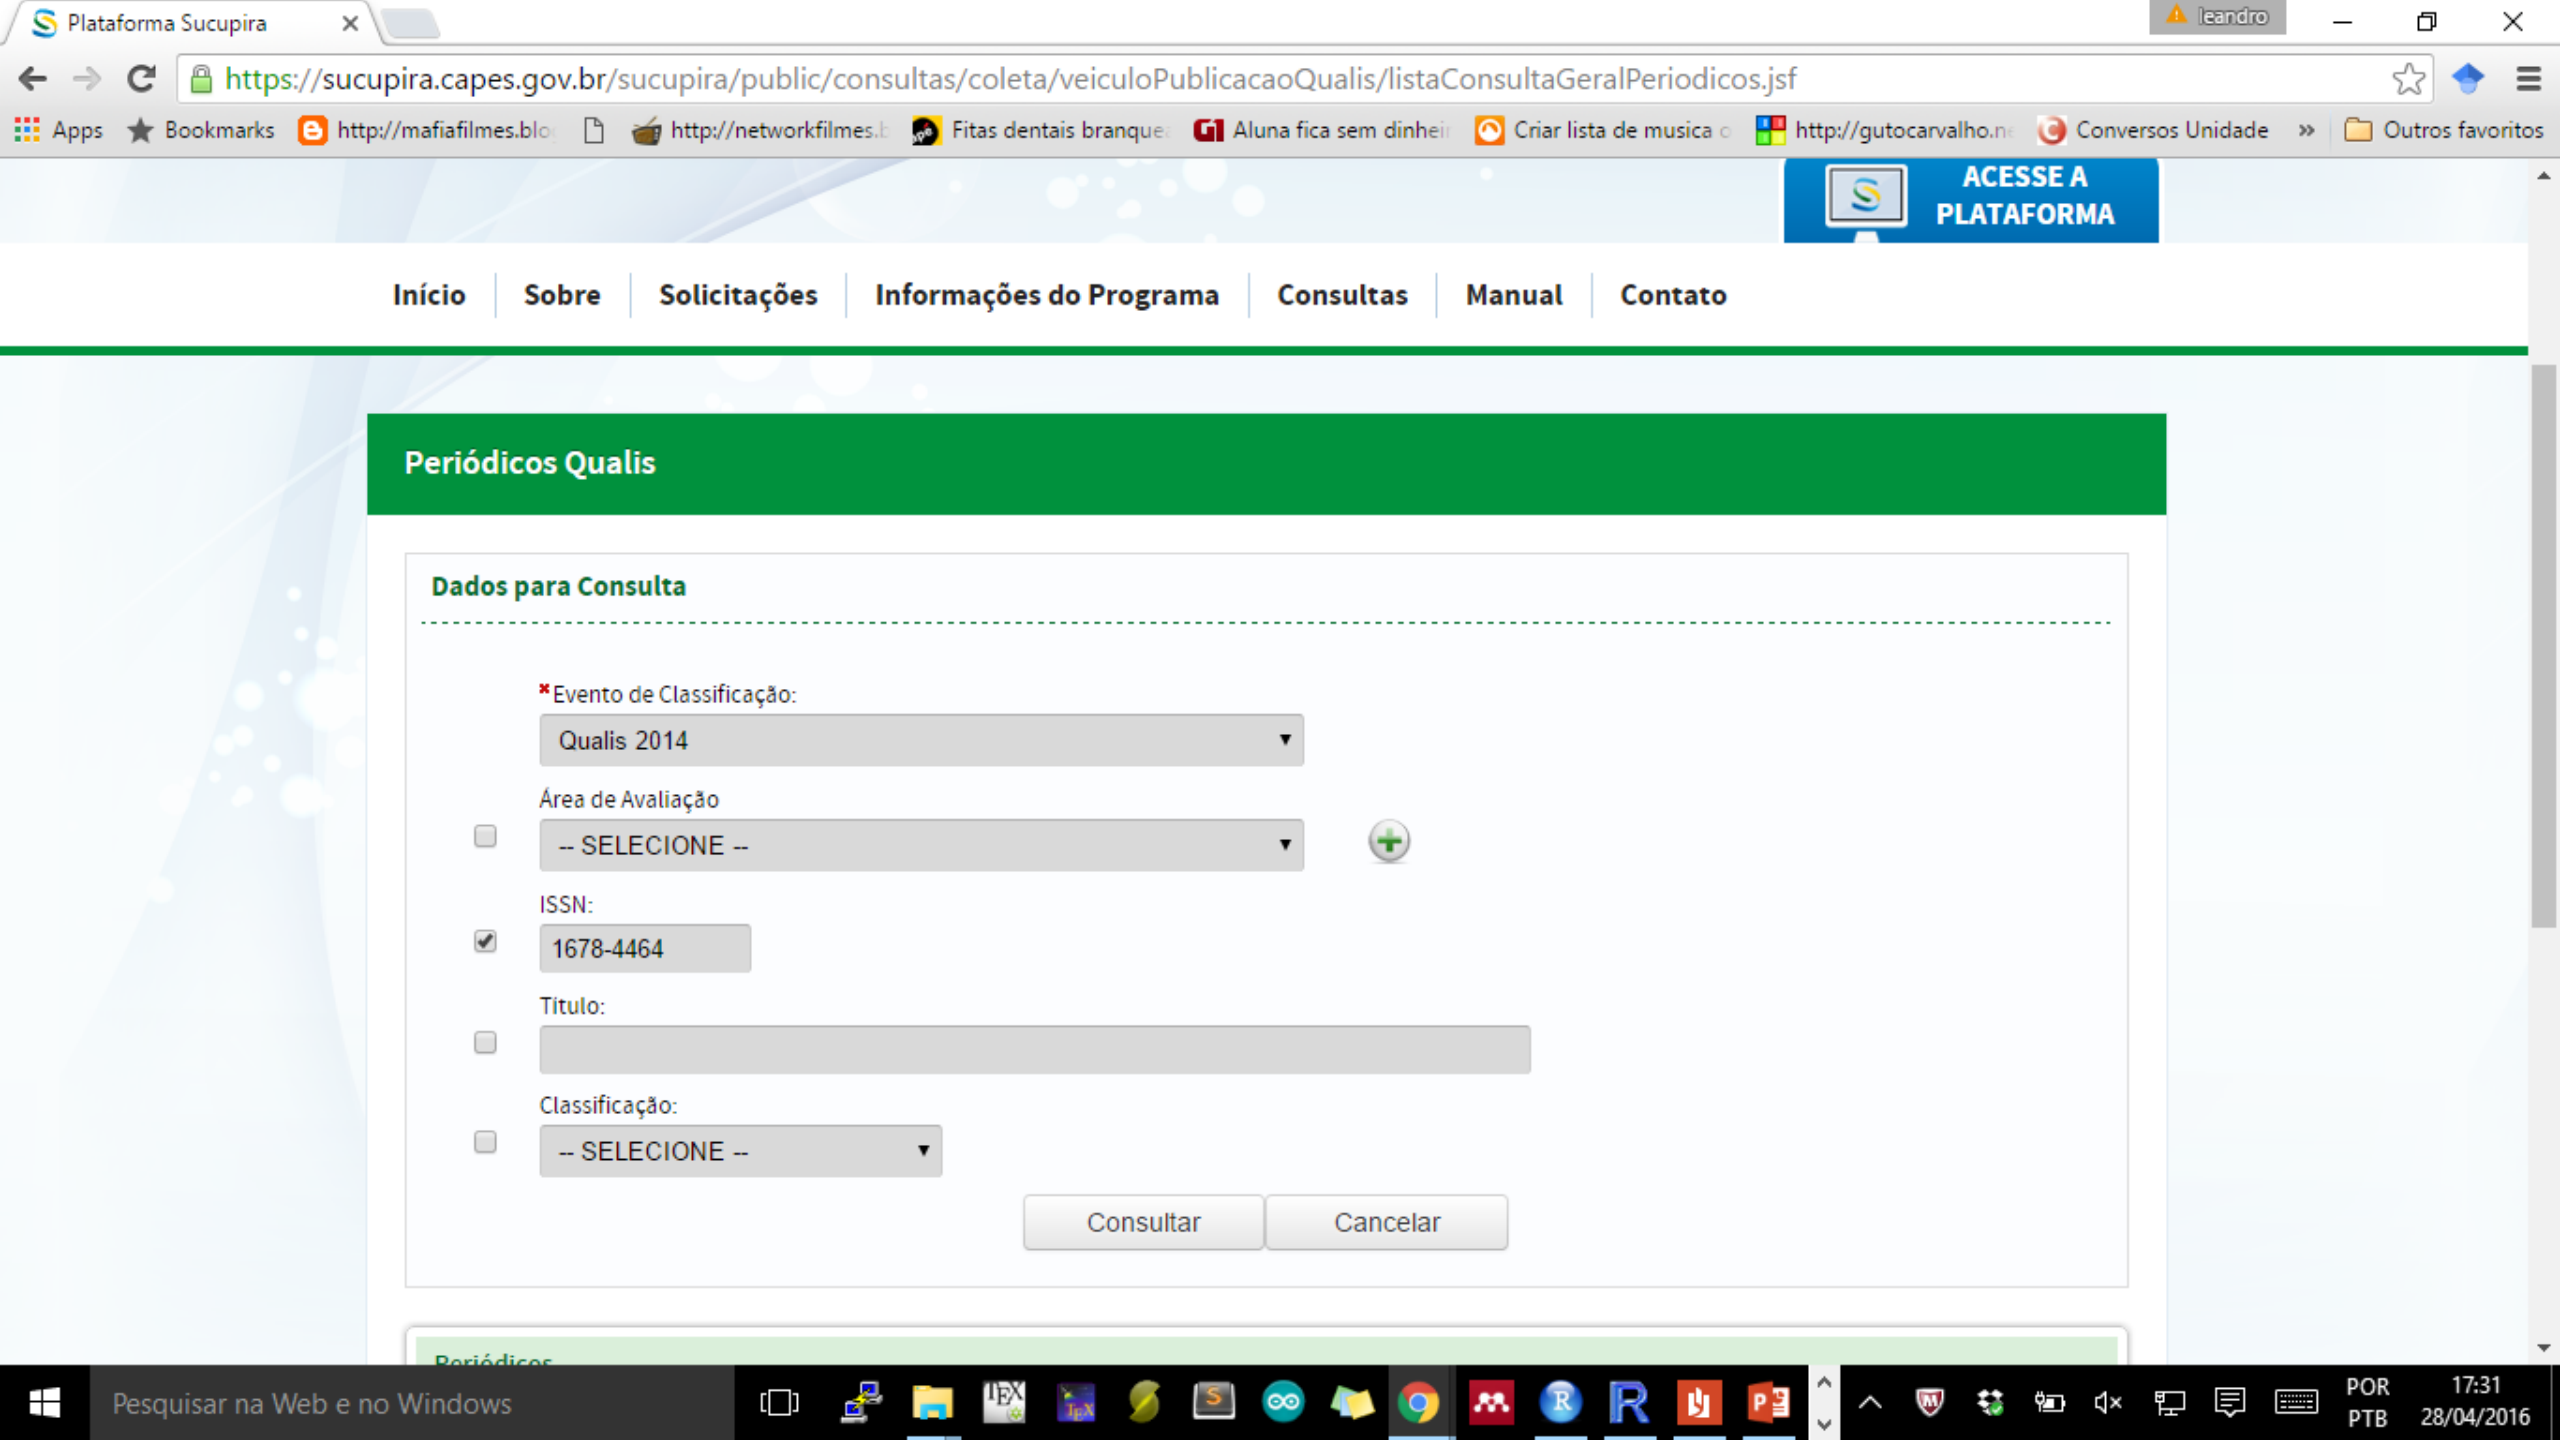 Plataforma Sucupira
leandro
https://sucupira.capes.gov.br/sucupira/public/consultas/coleta/veiculoPublicacaoQualis/listaConsultaGeralPeriodicos.jsf
Apps Bookmarks http://mafiafilmes.blo http://networkfilmes.b Fitas dentais branque Aluna fica sem dinhei Criar lista de musica http://gutocarvalho.n Conversos Unidade » Outros favoritos
ACESSE A
PLATAFORMA
Início Sobre Solicitações Informações do Programa Consultas Manual Contato
Periódicos Qualis
Dados para Consulta
Evento de Classificação:
Qualis 2014
Área de Avaliação
-- SELECIONE --
ISSN:
1678-4464
Título:
Classificação:
-- SELECIONE --
Consultar Cancelar
Periódicos
Pesquisar na Web e no Windows
POR
PTB
17:31
28/04/2016